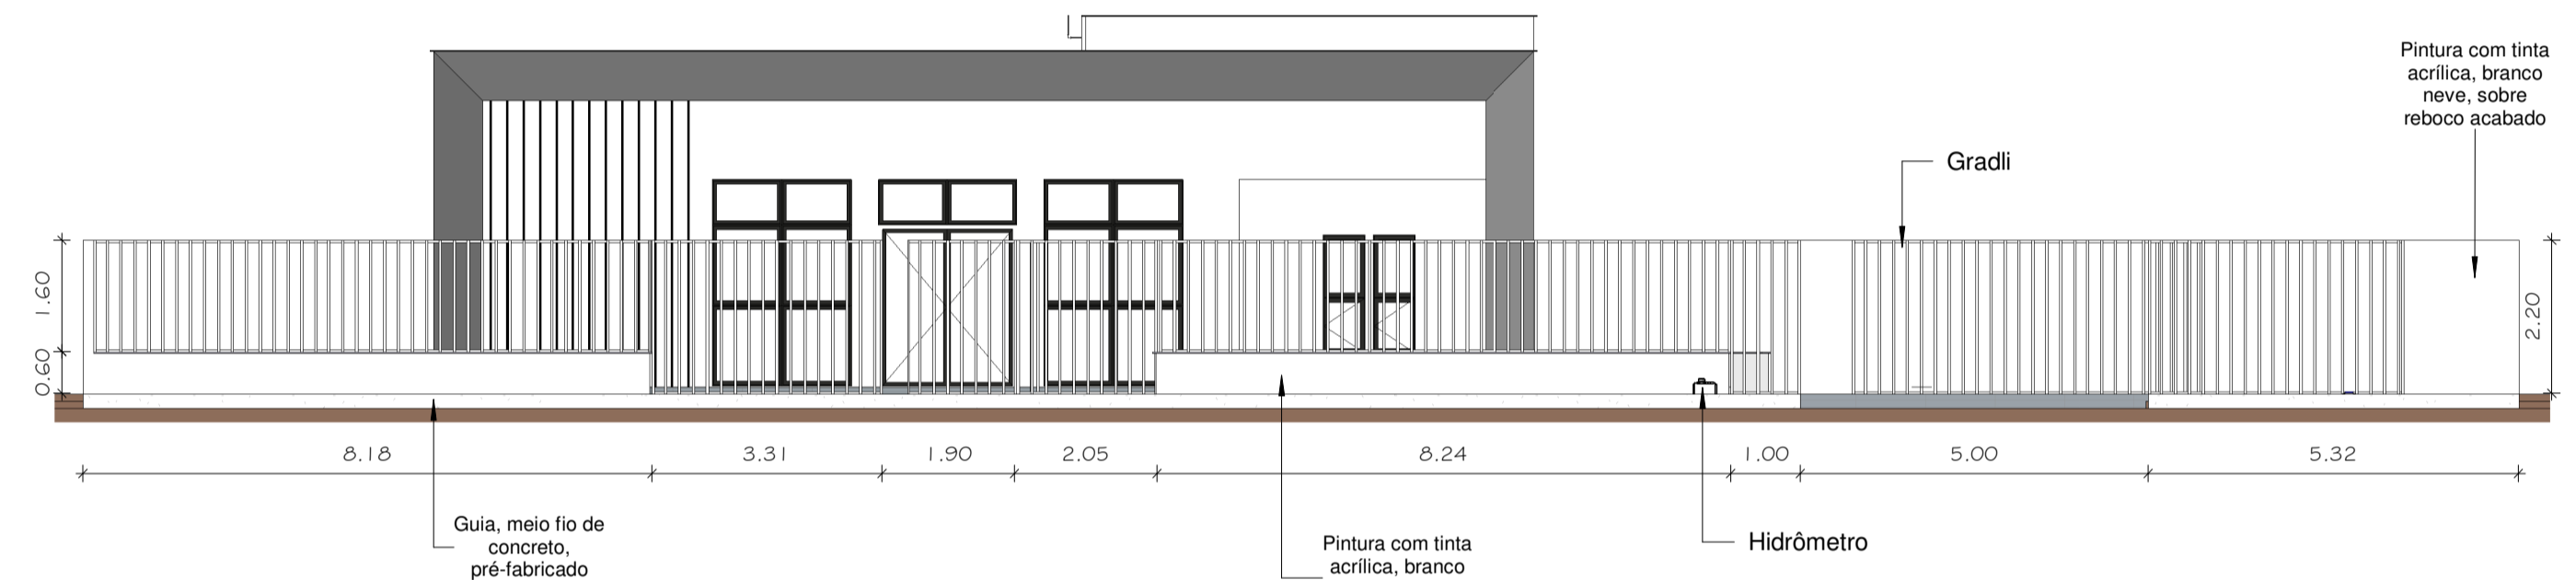 Pintura com tinta
acrílica, branco
neve, sobre
reboco acabado
Gradli
1.60
0.60
2.20
8.18
3.31
1.90
2.05
8.24
1.00
5.00
5.32
Guia, meio fio de
concreto,
pré-fabricado
Pintura com tinta
acrílica, branco
Hidrômetro